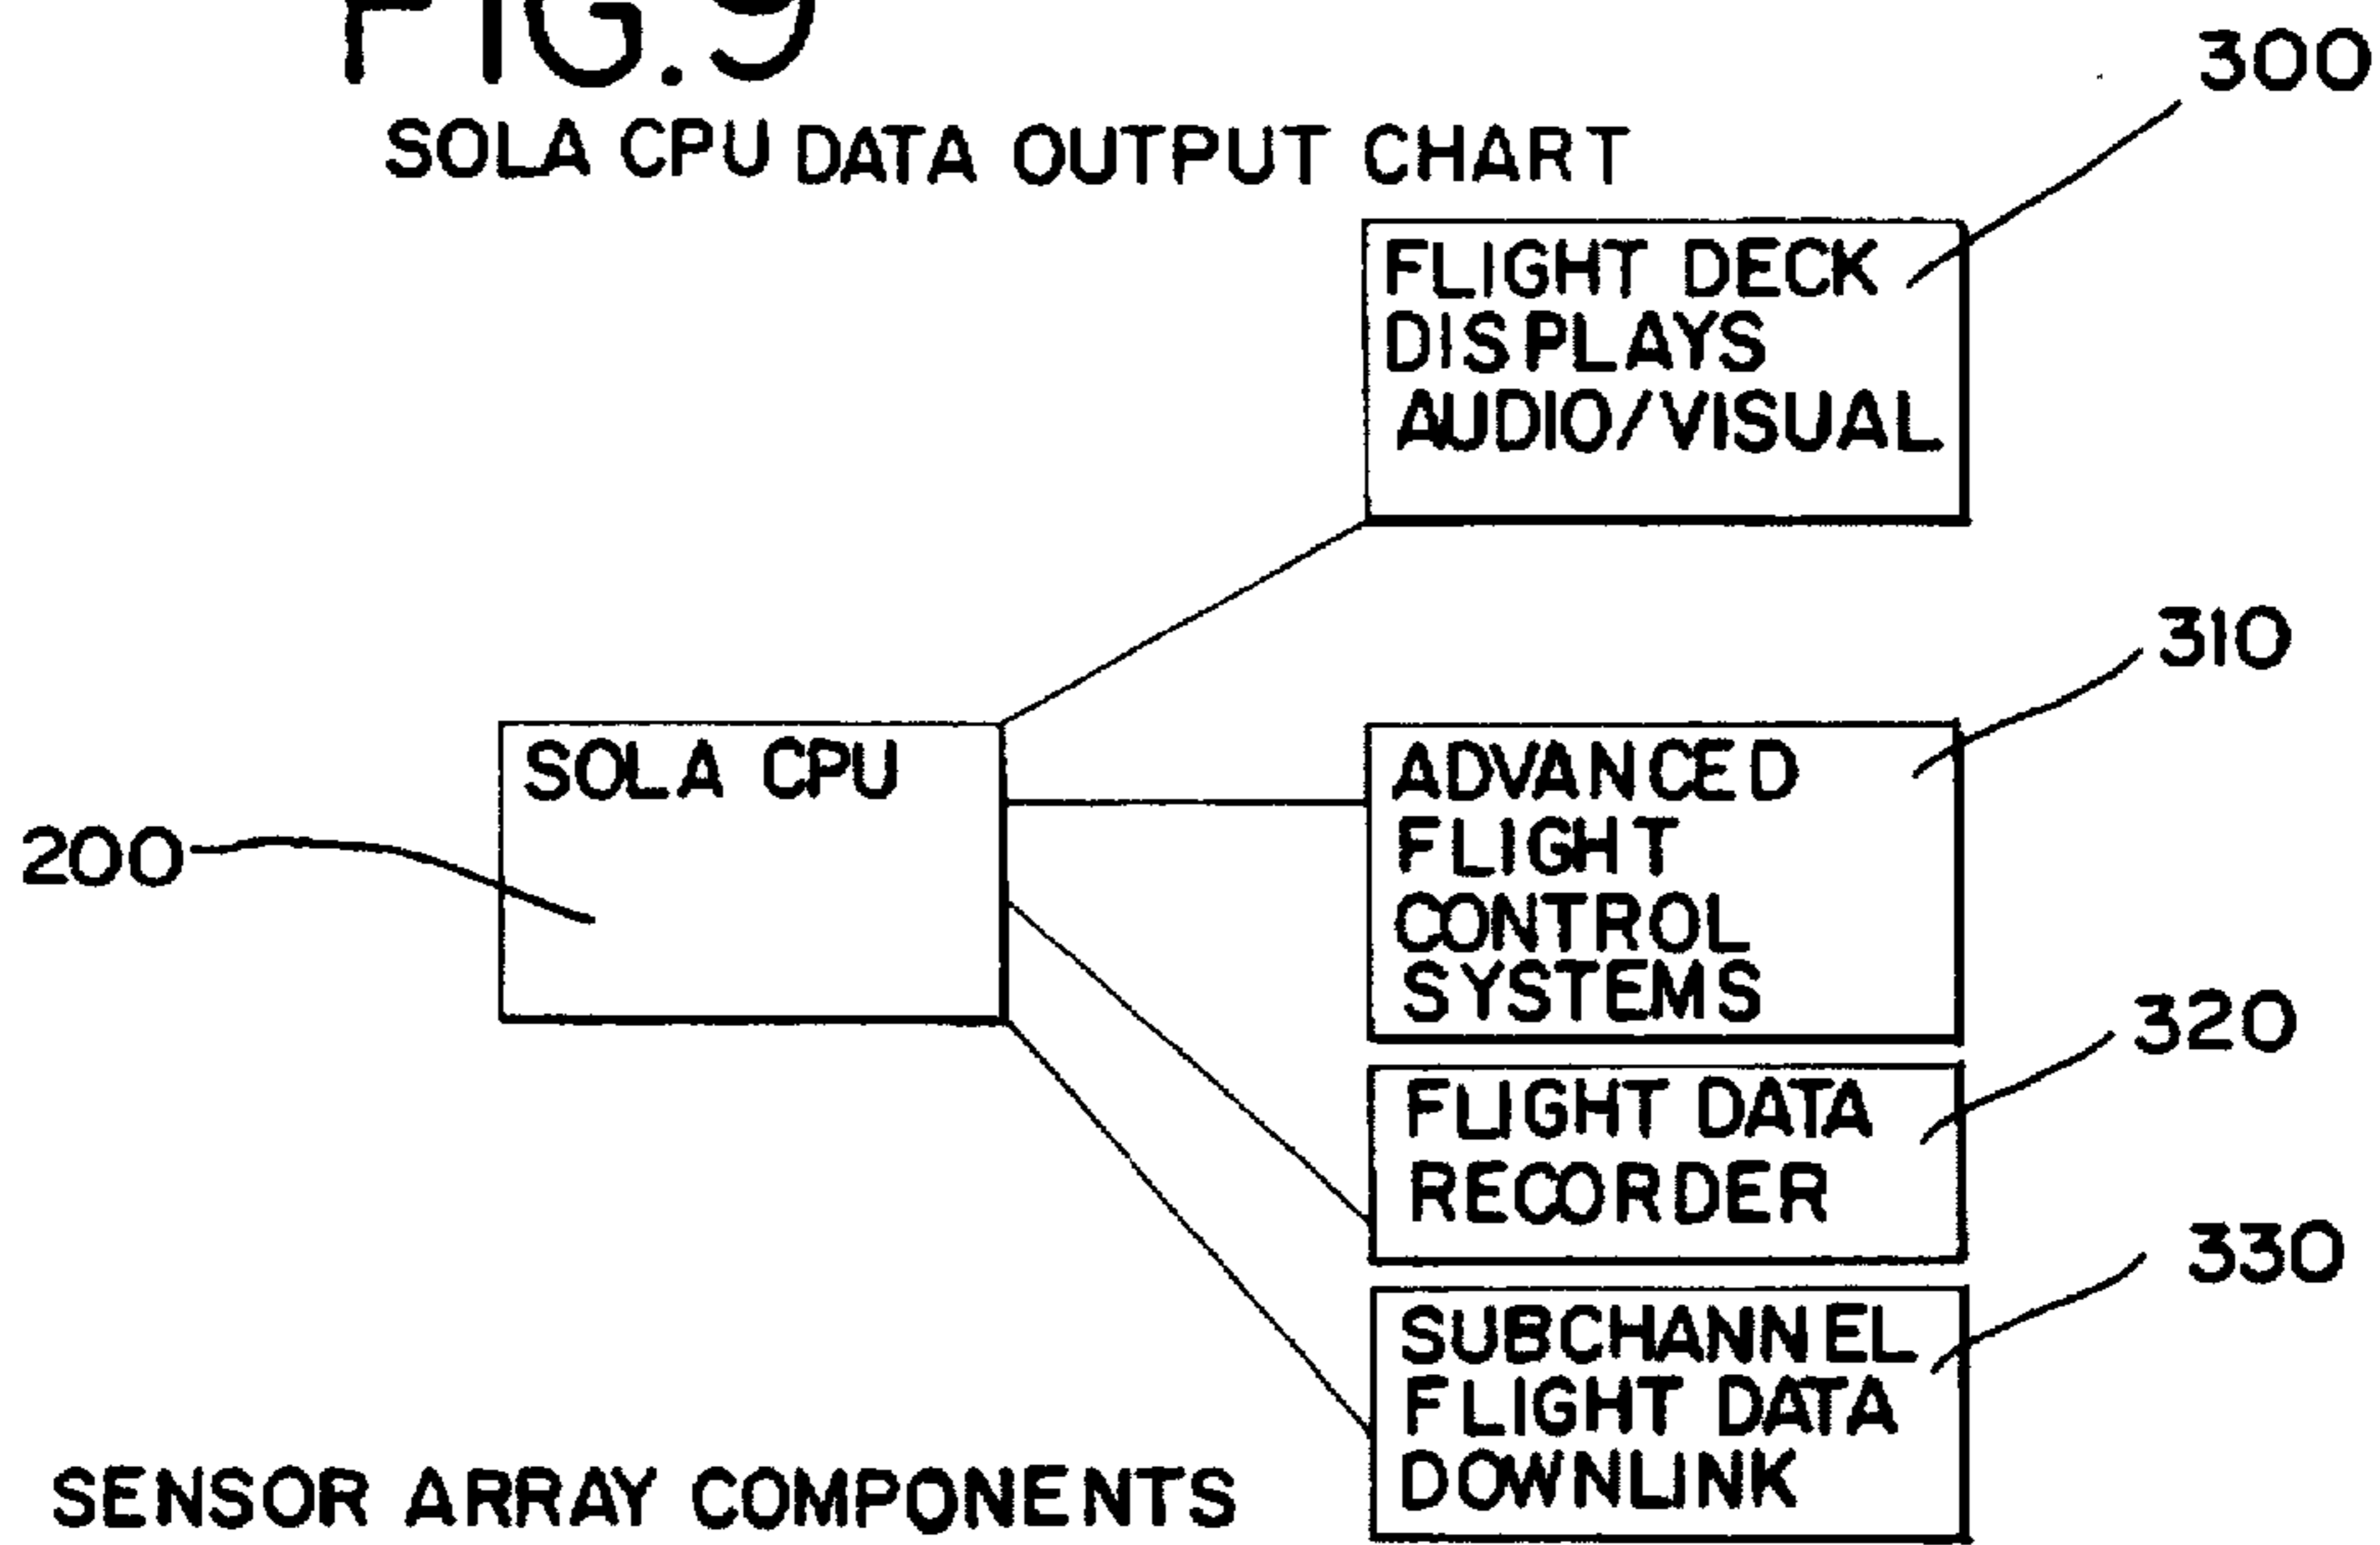 FIG.9
SOLA CPU DATA OUTPUT CHART
300
FLIGHT DECK
DISPLAYS
AUDIO/VISUAL
310
SOLA CPU
200
ADVANCED
FLIGHT
CONTROL
SYSTEMS
320
FLIGHT DATA
RECORDER
330
SUBCHANNEL
FLIGHT DATA
DOWNLINK
SENSOR ARRAY COMPONENTS